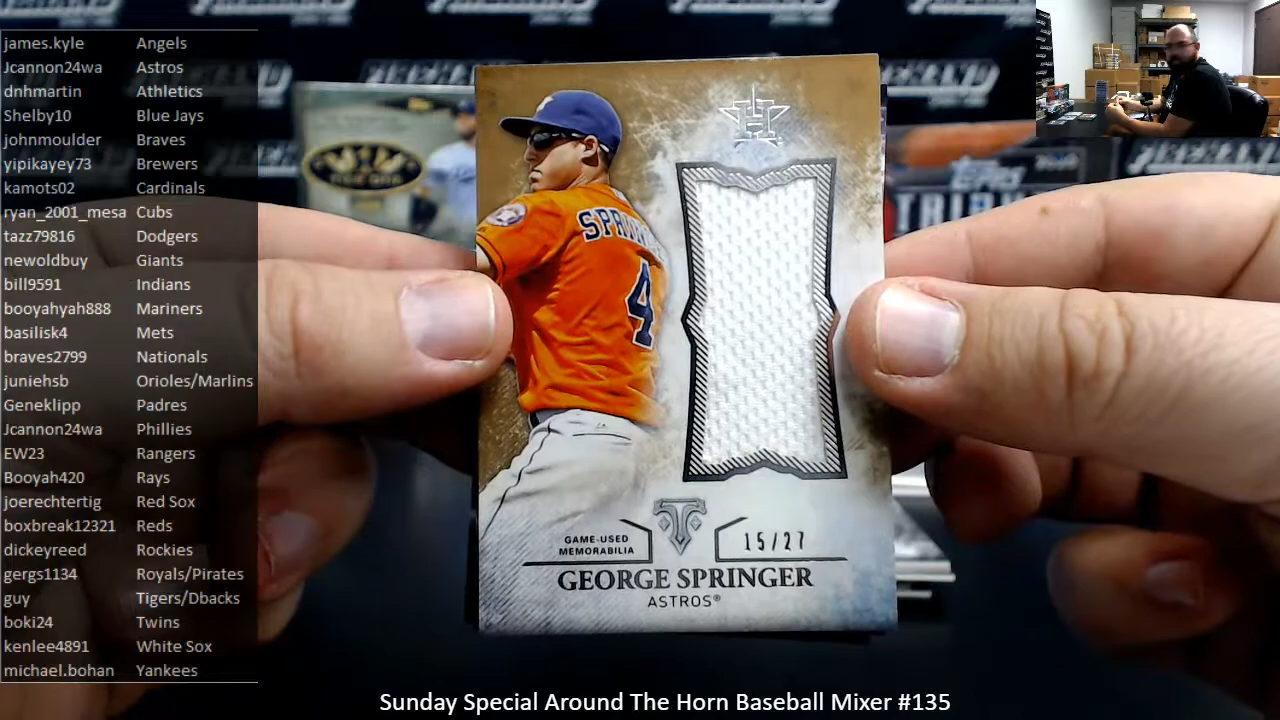 james.kyle Angels
Jcannon24wa Astros
dnhmartin Athletics
Shelby10 Blue Jays
johnmoulder Braves
yipikayey73 Brewers
kamots02 Cardinals
ryan_2001_mesa Cubs
tazz79816 Dodgers
newoldbuy Giants
bill9591 Indians
booyahyah888 Mariners
basilisk4 Mets
braves2799 Nationals
juniehsb Orioles/Marlins
Geneklipp Padres
Jcannon24wa Phillies
EW23 Rangers
Booyah420 Rays
joerechtertig Red Sox
boxbreak12321 Reds
dickeyreed Rockies
gergs1134 Royals/Pirates
guy Tigers/Dbacks
boki24 Twins
kenlee4891 White Sox
michael.bohan Yankees
H
4
T
GAME-USED
MEMORABILIA
15/27
GEORGE SPRINGER
ASTROS®
Topps
Sunday Special Around The Horn Baseball Mixer #135